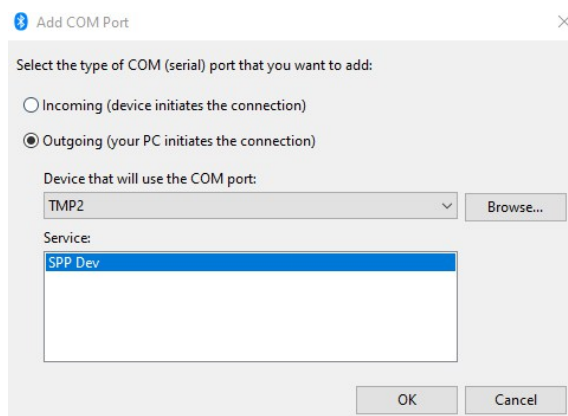 Add COM Port
Select the type of COM (serial) port that you want to add:
Incoming (device initiates the connection)
Outgoing (your PC initiates the connection)
Device that will use the COM port:
TMP2
Browse...
Service:
SPP Dev
OK
Cancel